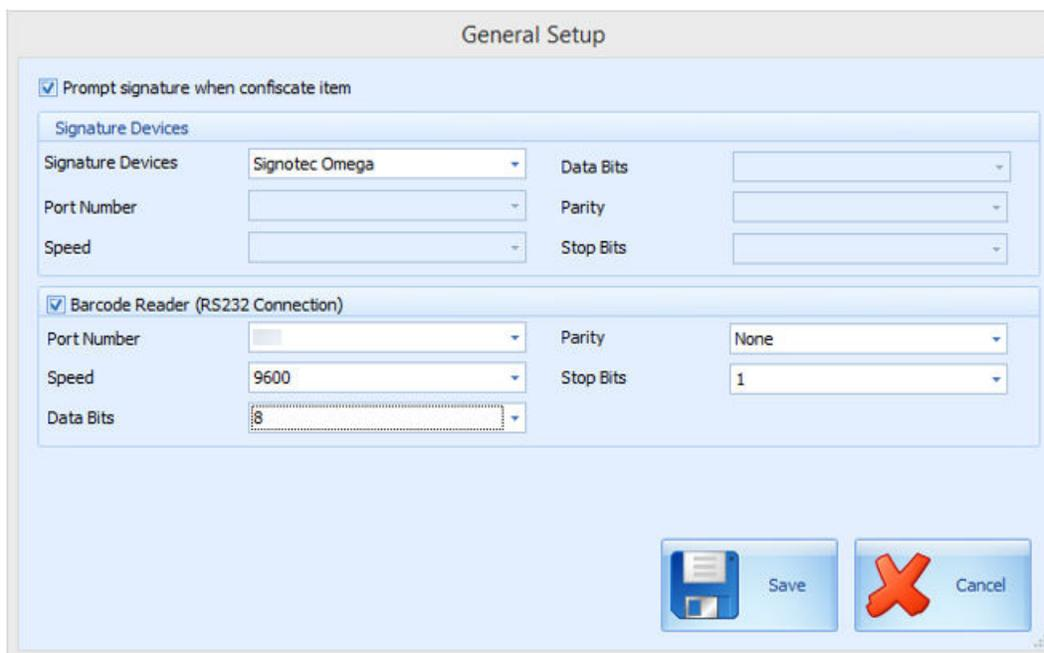 General Setup
Prompt signature when confiscate item
Signature Devices
Signature Devices Signotec Omega Data Bits
Port Number Parity
Speed Stop Bits
Barcode Reader (RS232 Connection)
Port Number Parity None
Speed 9600 Stop Bits 1
Data Bits 8
Save Cancel